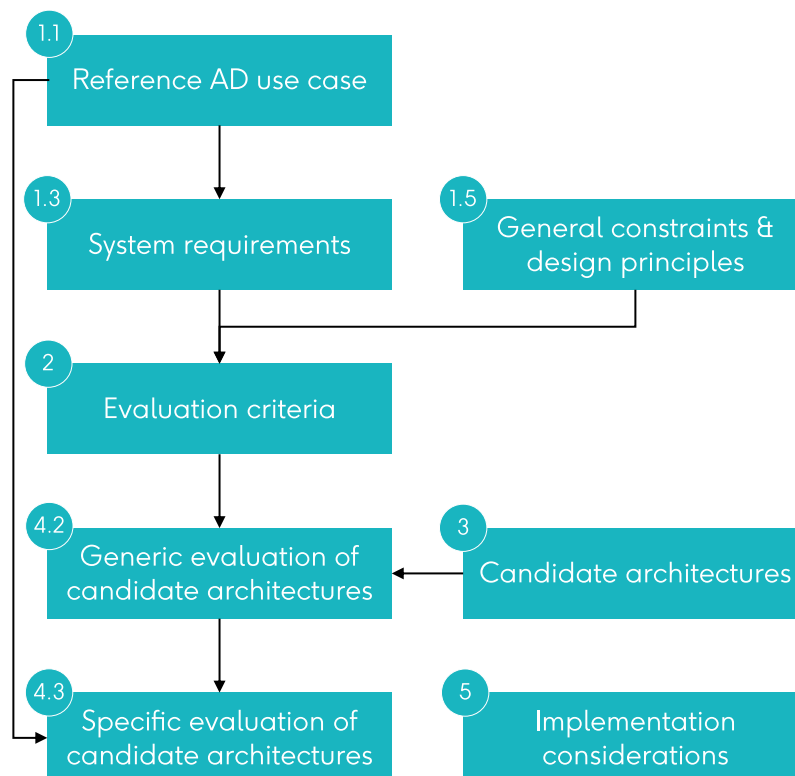 1.1
Reference AD use case
1.3
System requirements
1.5
General constraints &
design principles
2
Evaluation criteria
4.2
Generic evaluation of
candidate architectures
3
Candidate architectures
4.3
Specific evaluation of
candidate architectures
5
Implementation
considerations